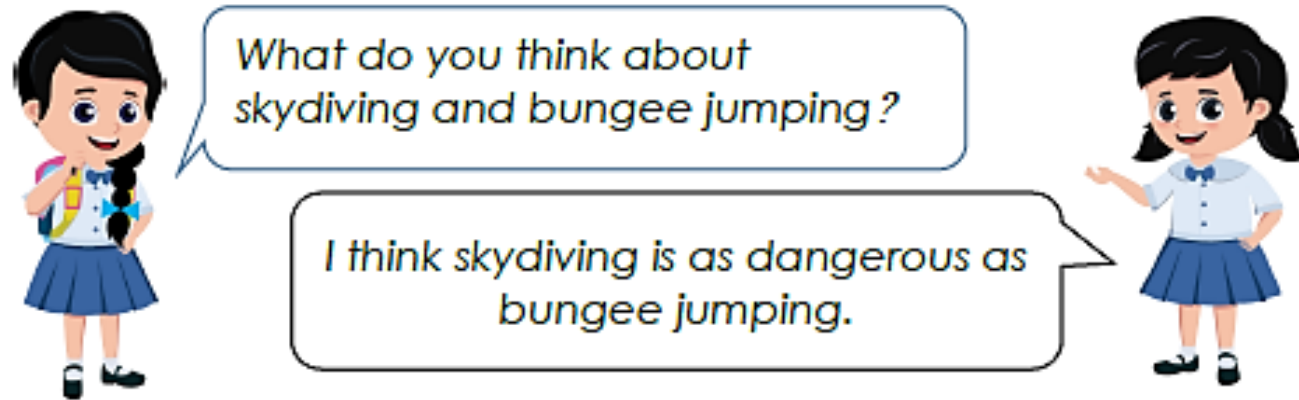 What do you think about
skydiving and bungee jumping?
I think skydiving is as dangerous as
bungee jumping.